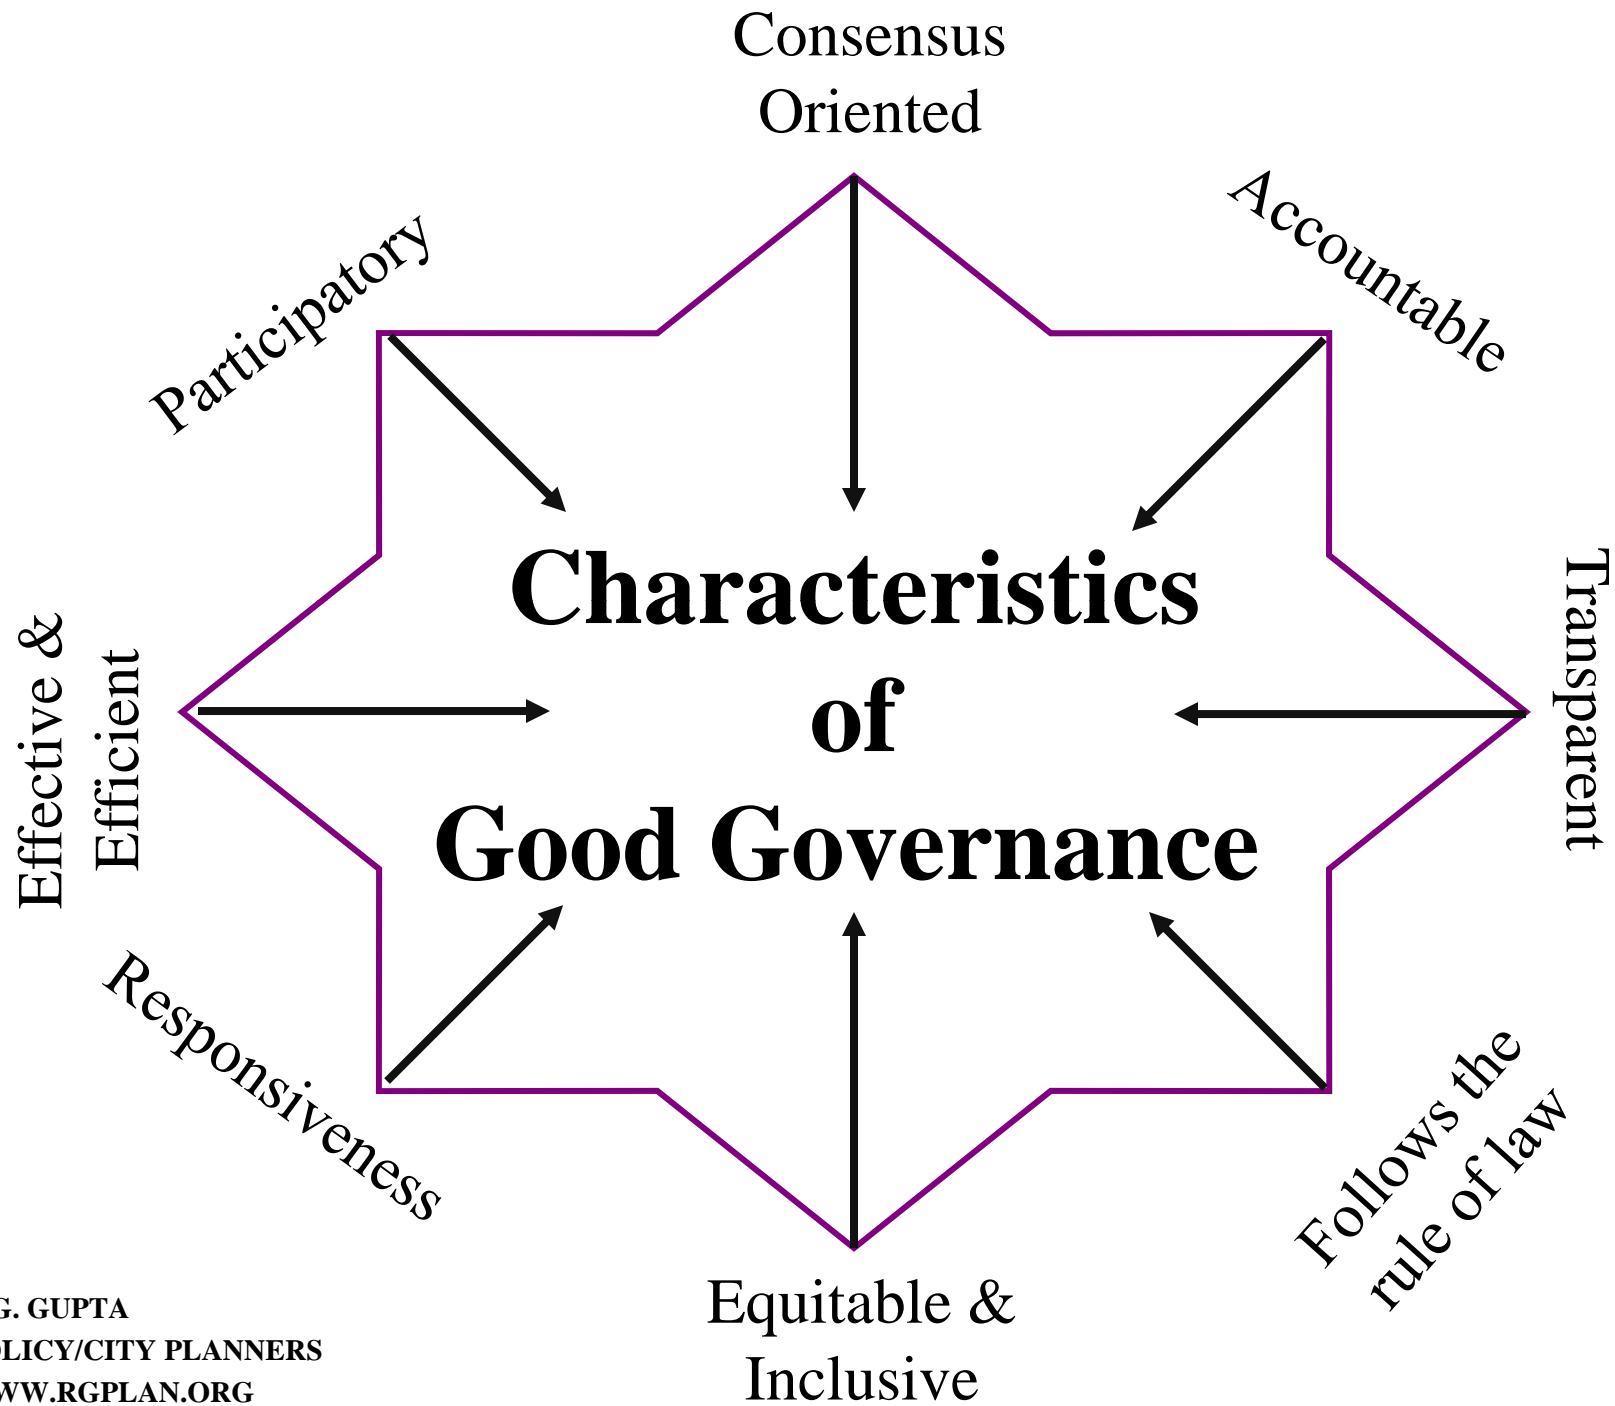 Consensus
Oriented
Accountable
Participatory
Transparent
Characteristics
of
Good Governance
Effective &
Efficient
Responsiveness
Follows the
rule of law
Equitable &
Inclusive
G. GUPTA
OLICY/CITY PLANNERS
WW.RGPLAN.ORG